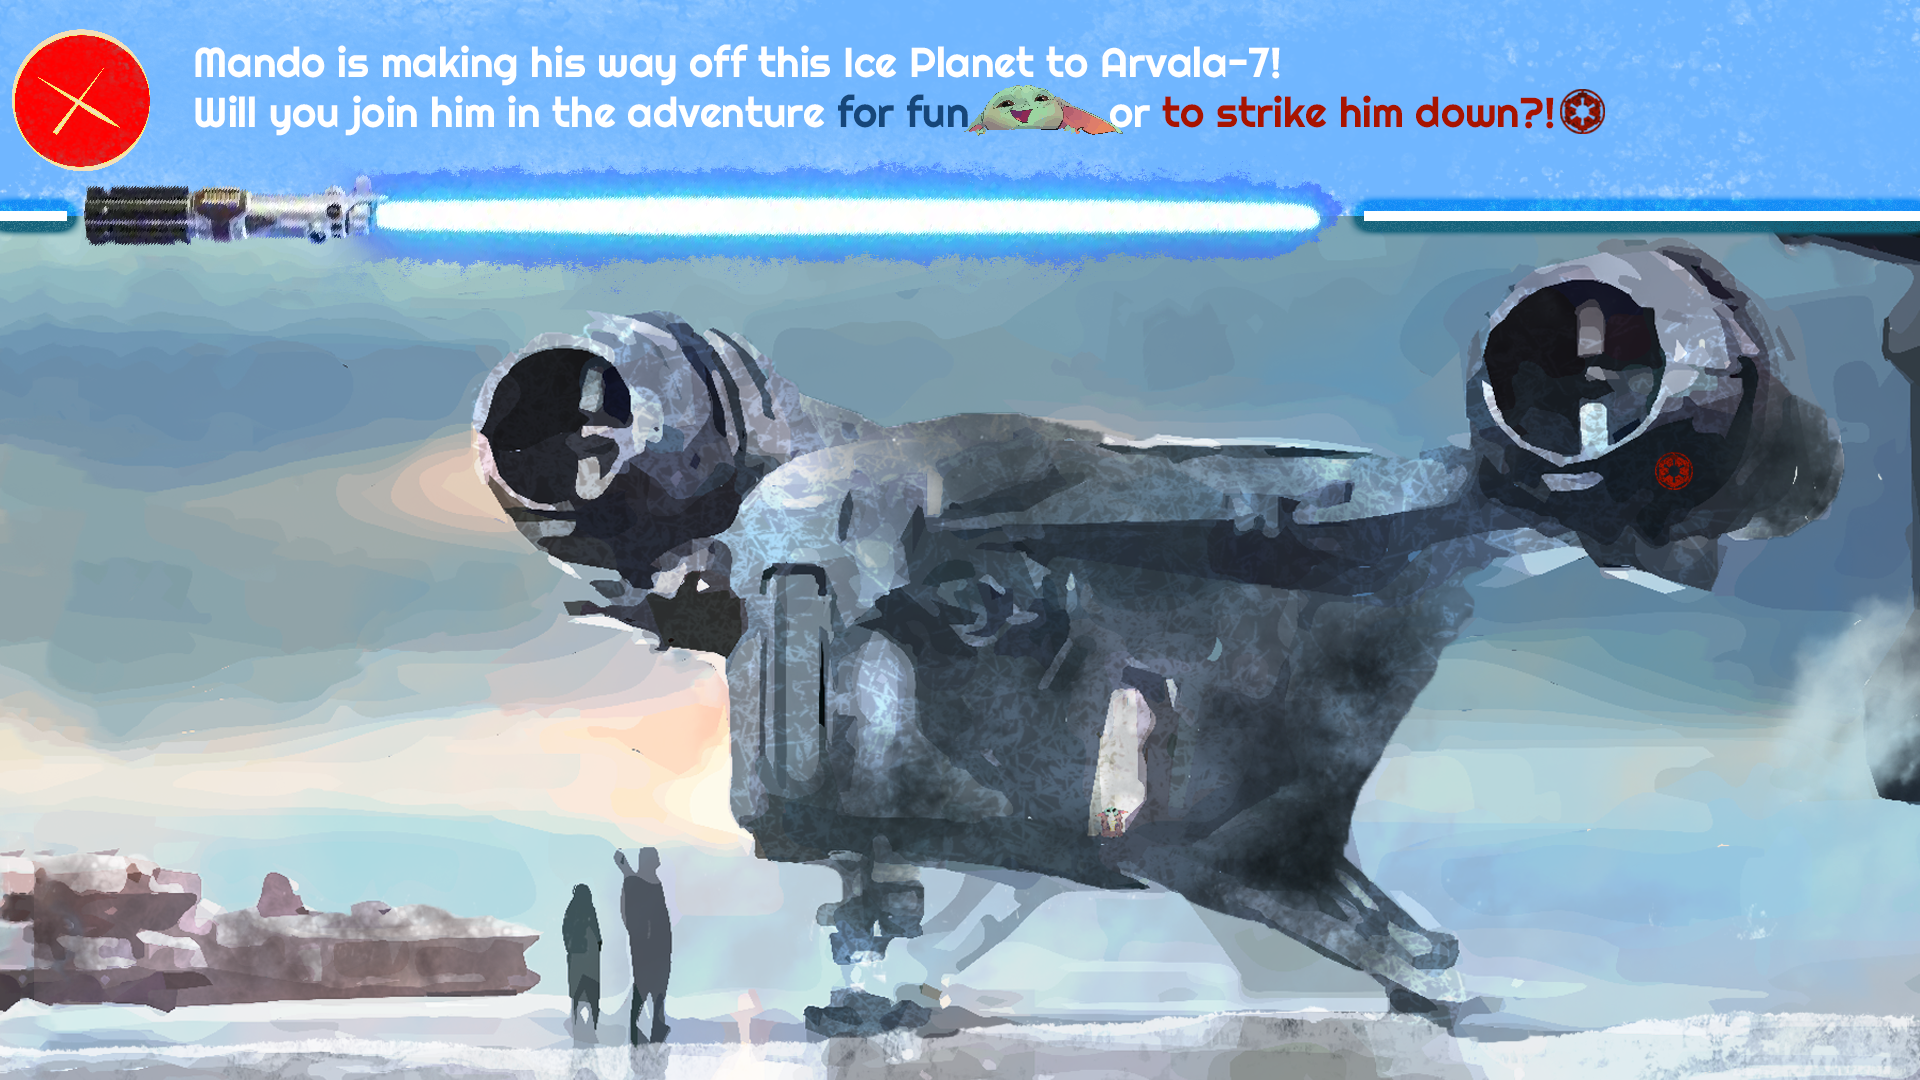 Mando is making his way off this Ice Planet to Arvala-7!
Will you join him in the adventure for fun or to strike him down?!